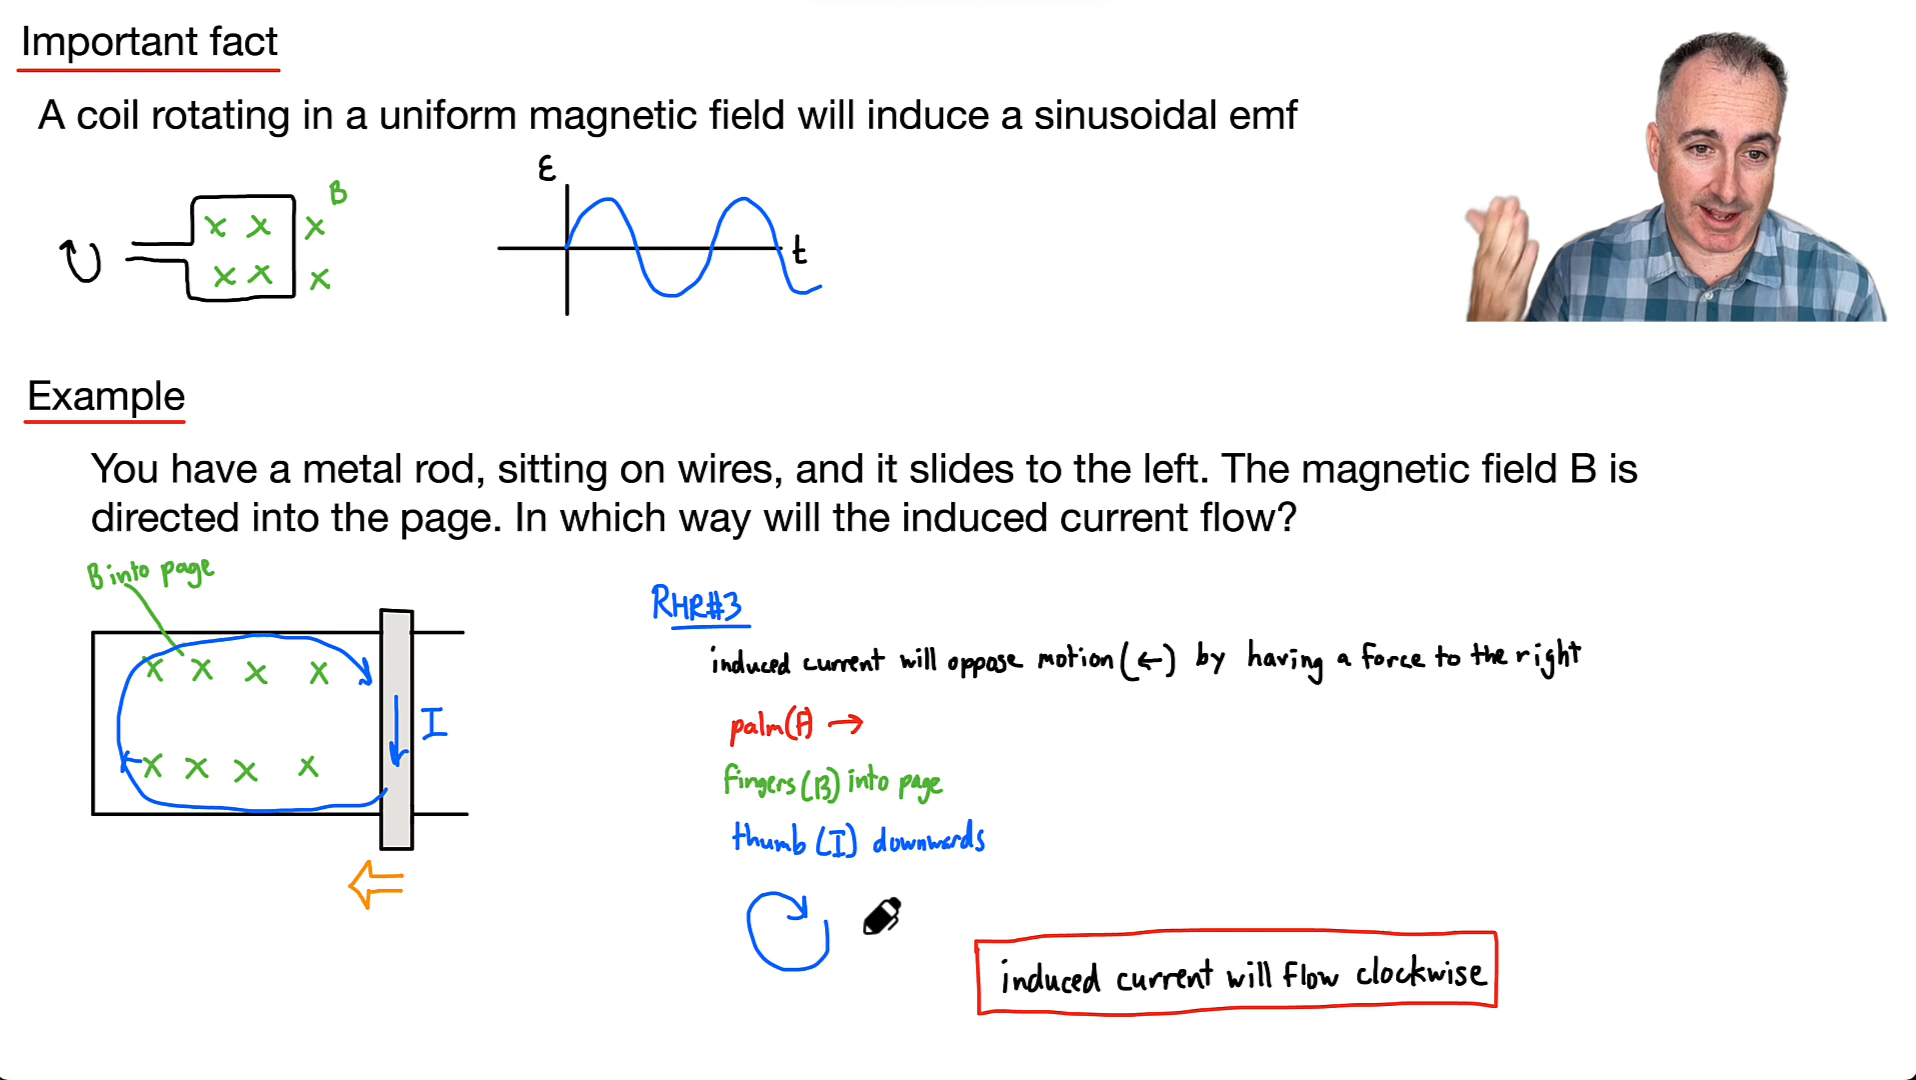 Important fact
A coil rotating in a uniform magnetic field will induce a sinusoidal emf
B
x x x
x x x
ε
t
Example
You have a metal rod, sitting on wires, and it slides to the left. The magnetic field B is
directed into the page. In which way will the induced current flow?
B into page
x x x x
I
x x x x
RHR#3
induced current will oppose motion (←) by having a force to the right
palm(F) →
fingers (B) into page
thumb (I) downwards
induced current will flow clockwise